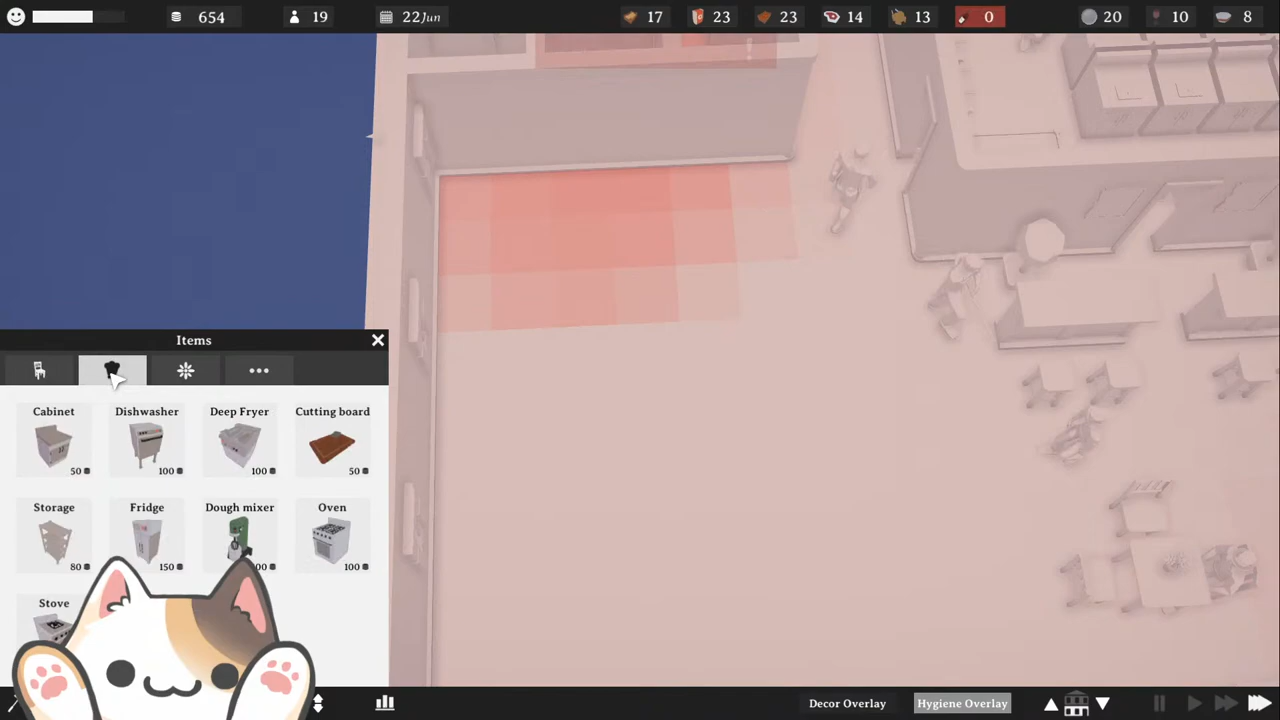 654 19 22Jun 17 23 23 14 13 0 20 10 8
Items
Cabinet Dishwasher Deep Fryer Cutting board
50 100 100 50
Storage Fridge Dough mixer Oven
80 150 100
Stove
Decor Overlay Hygiene Overlay